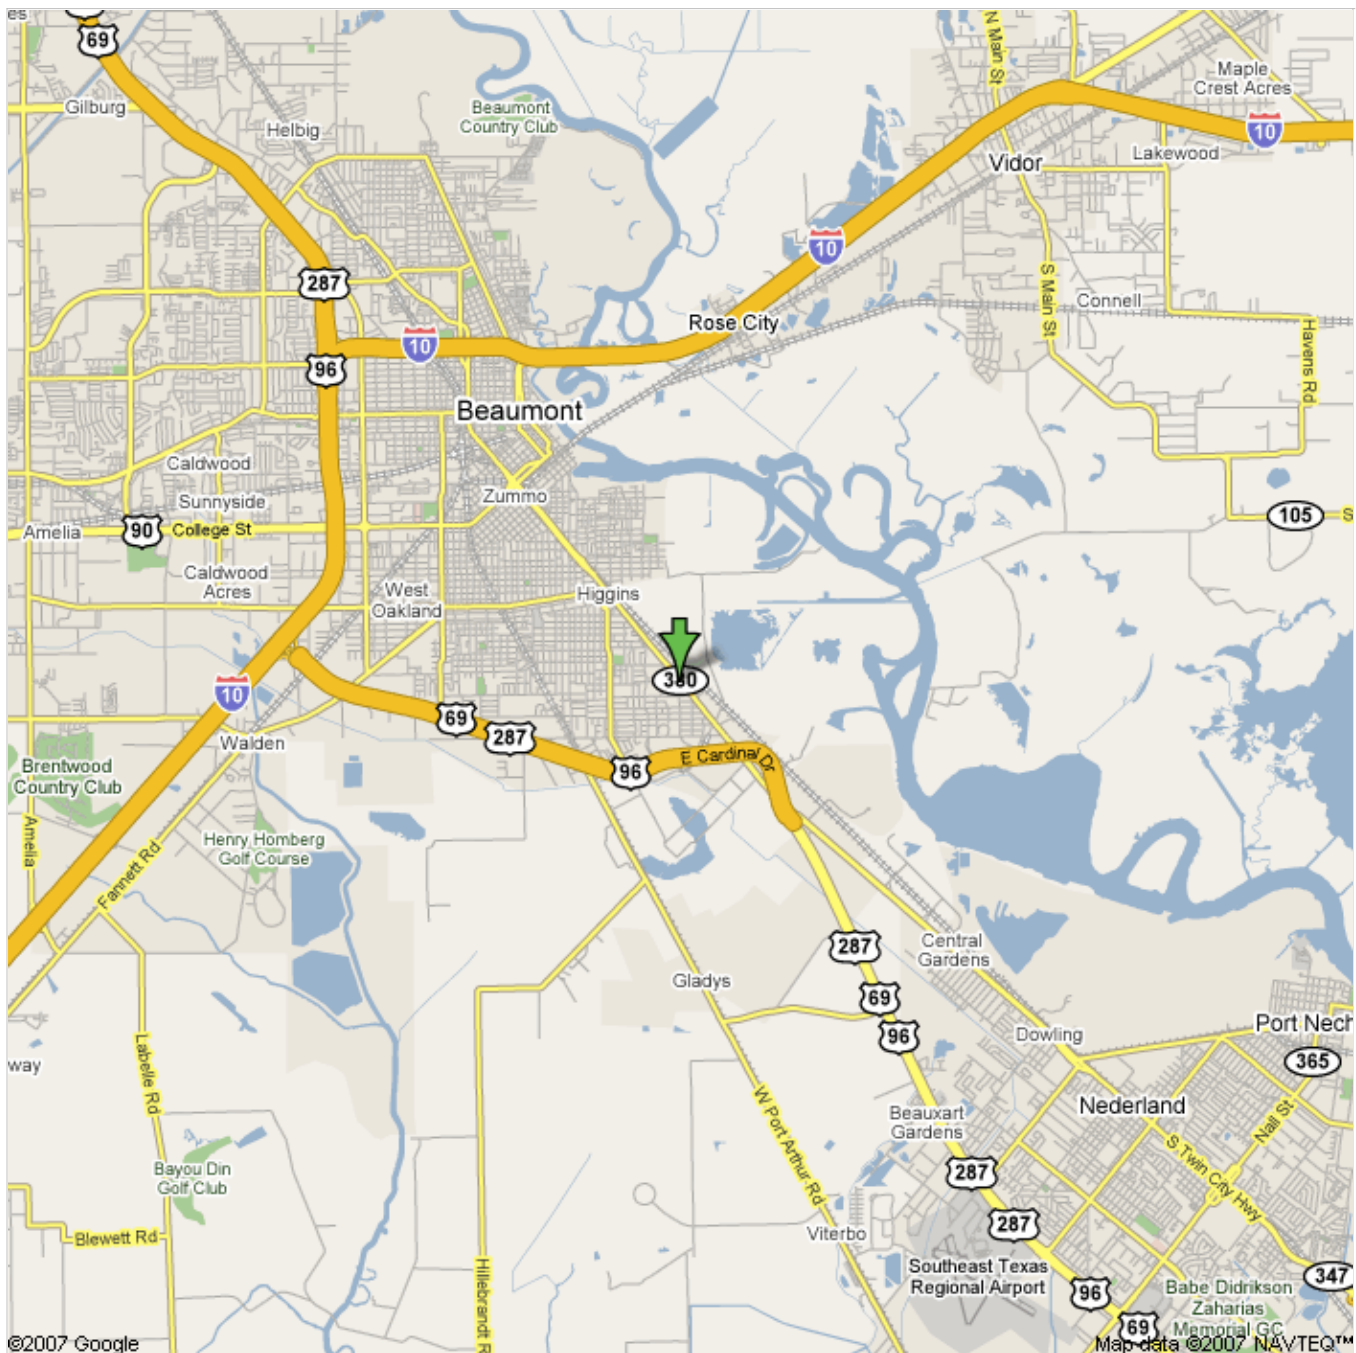 es
69
Gilburg
Helbig
Beaumont
Country Club
N Main St
Maple
Crest Acres
10
Lakewood
Vidor
10
287
S Main St
Connell
Rose City
Havens Rd
10
96
Beaumont
Caldwood
Sunnyside
Zummo
Amelia
90
College St
105
S
Caldwood
Acres
West
Oakland
Higgins
10
69
287
Walden
E Cardinal Dr
96
Brentwood
Country Club
Amelia
Fannett Rd
Henry Homberg
Golf Course
287
Central
Gardens
Gladys
69
96
Dowling
Port Nech
365
way
Labelle Rd
W Port Arthur Rd
Beauxart
Gardens
Nederland
Nall St
S Twin City Hwy
Bayou Din
Golf Club
287
287
Blewett Rd
Viterbo
Hillebrandt R
Southeast Texas
Regional Airport
96
347
Babe Didrikson
Zaharias
Memorial GC
69
©2007 Google
Map data ©2007 NAVTEQ™